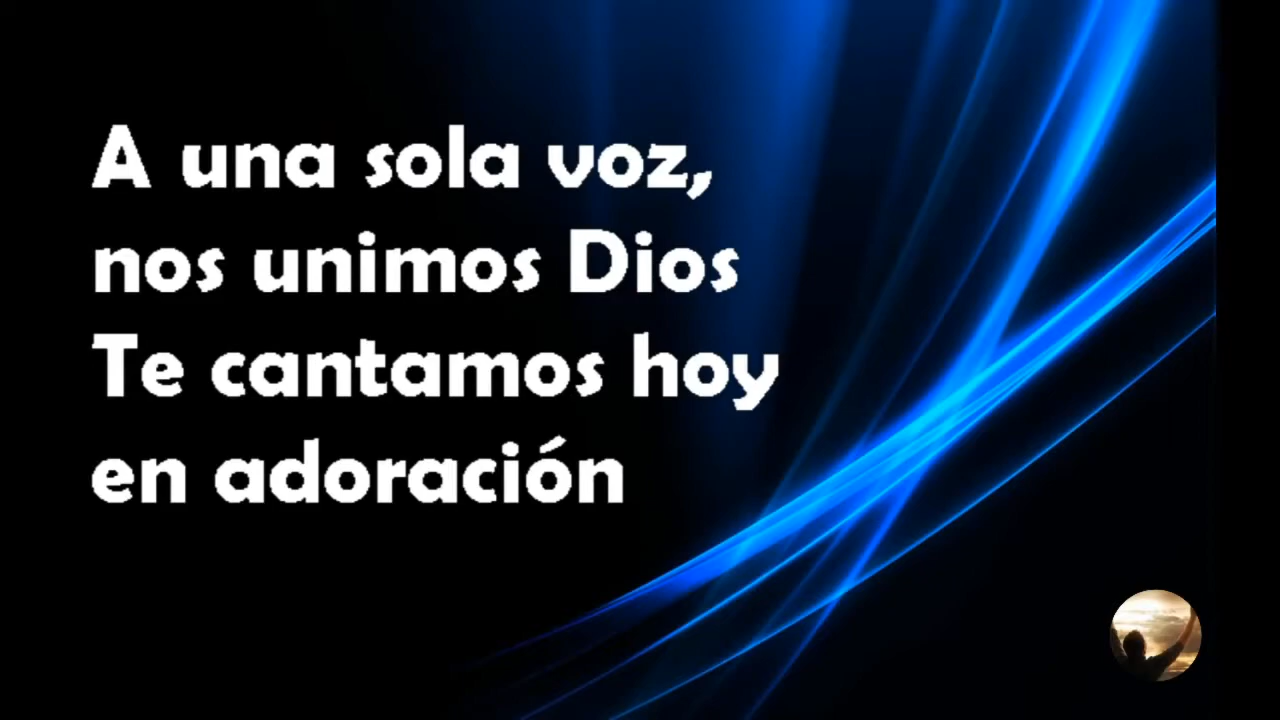 A una sola voz,
nos unimos Dios
Te cantamos hoy
en adoración